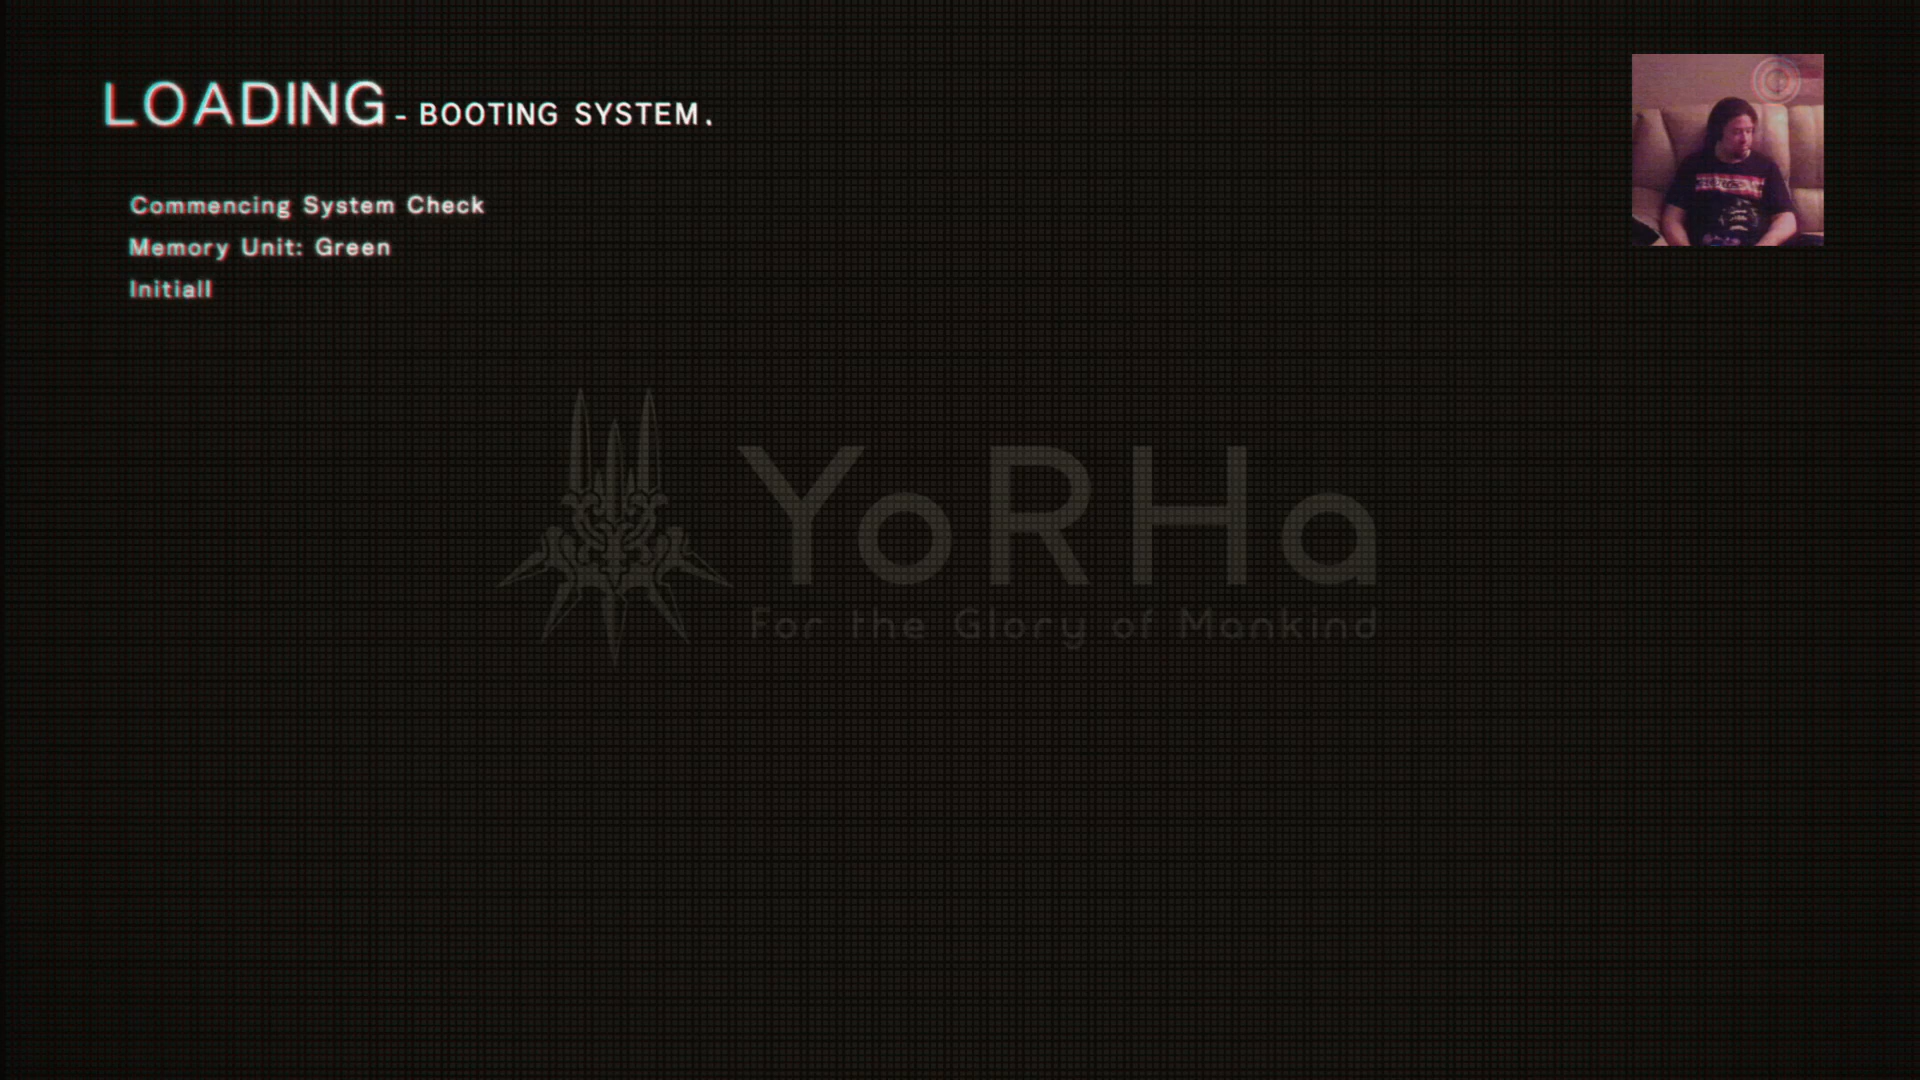 LOADING - BOOTING SYSTEM.
Commencing System Check
Memory Unit: Green
Initiall
YoRHa
For the Glory of Mankind